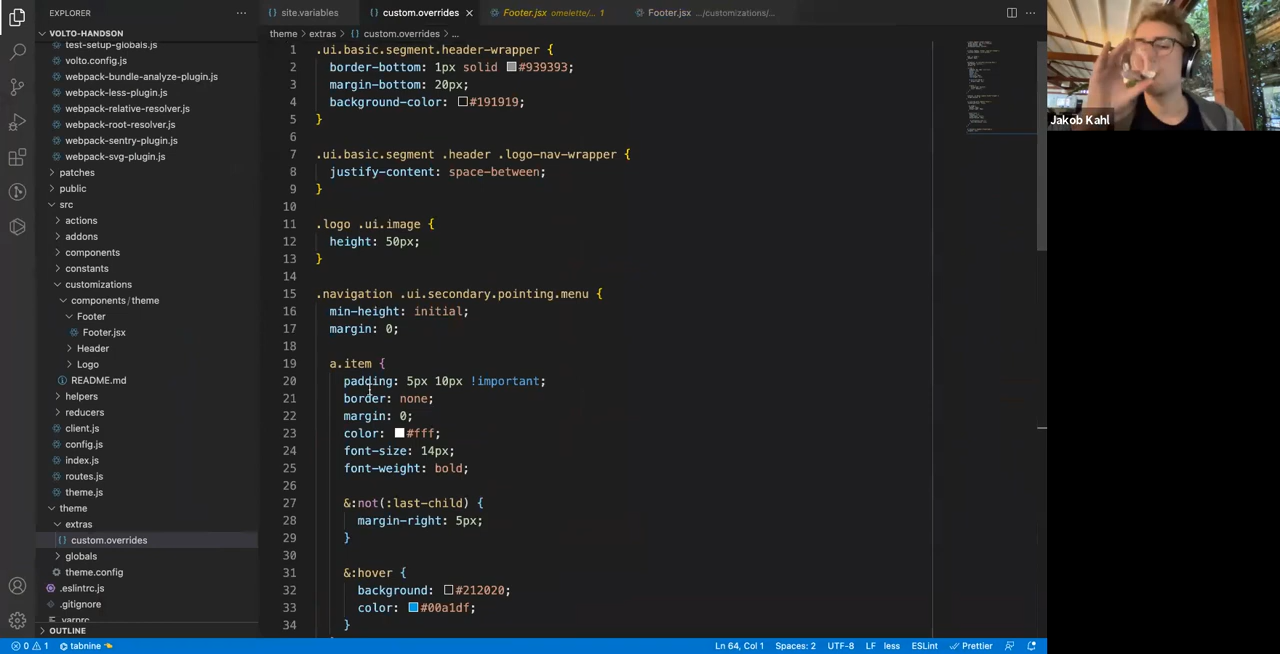 EXPLORER
VOLTO-HANDSON
test-setup-globals.js
volto.config.js
webpack-bundle-analyze-plugin.js
webpack-less-plugin.js
webpack-relative-resolver.js
webpack-root-resolver.js
webpack-sentry-plugin.js
webpack-svg-plugin.js
patches
public
src
actions
addons
components
constants
customizations
components/theme
Footer
Footer.jsx
Header
Logo
README.md
helpers
reducers
client.js
config.js
index.js
routes.js
theme.js
theme
extras
custom.overrides
globals
theme.config
.eslintrc.js
.gitignore
.yarnrc
OUTLINE
site.variables
custom.overrides
Footer.jsx omelette/... 1
Footer.jsx .../customizations/...
theme > extras > custom.overrides > ...
1 .ui.basic.segment.header-wrapper {
2 border-bottom: 1px solid #939393;
3 margin-bottom: 20px;
4 background-color: #191919;
5 }
6
7 .ui.basic.segment .header .logo-nav-wrapper {
8 justify-content: space-between;
9 }
10
11 .logo .ui.image {
12 height: 50px;
13 }
14
15 .navigation .ui.secondary.pointing.menu {
16 min-height: initial;
17 margin: 0;
18
19 a.item {
20 padding: 5px 10px !important;
21 border: none;
22 margin: 0;
23 color: #fff;
24 font-size: 14px;
25 font-weight: bold;
26
27 &:not(:last-child) {
28 margin-right: 5px;
29 }
30
31 &:hover {
32 background: #212020;
33 color: #00a1df;
34 }
Jakob Kahl
0 1 tabnine
Ln 64, Col 1 Spaces: 2 UTF-8 LF less ESLint Prettier